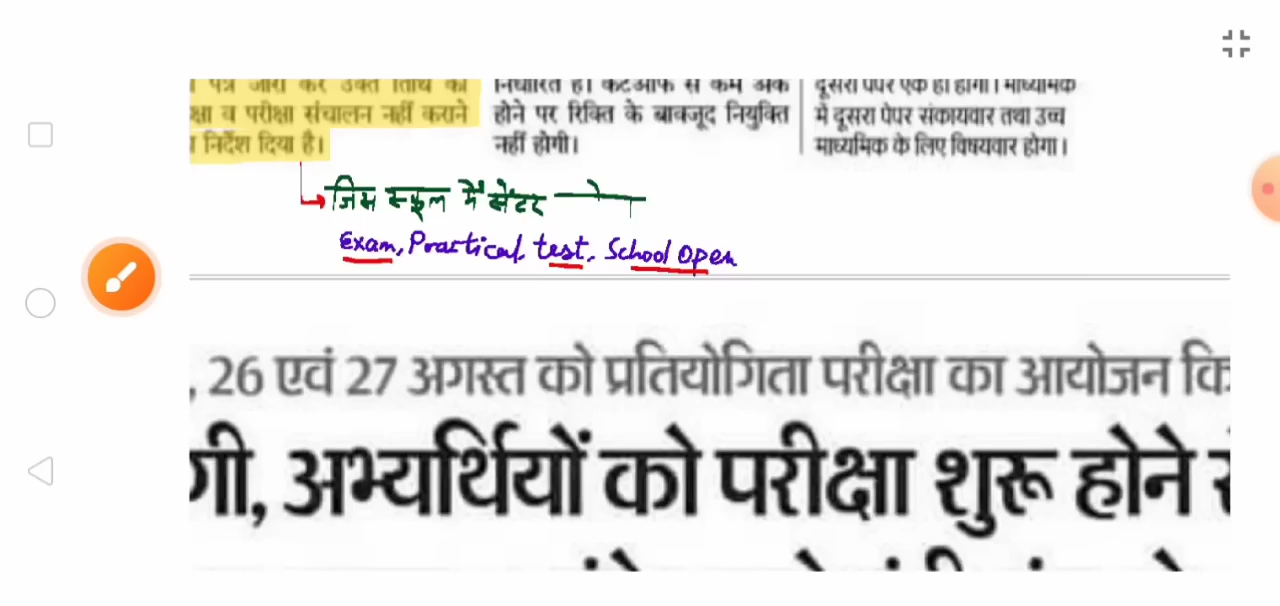 पत्र जारी कर उक्त तिथि को
क्षा व परीक्षा संचालन नहीं कराने
निर्देश दिया है।
निर्धारित है। कटऑफ से कम अंक
होने पर रिक्ति के बावजूद नियुक्ति
नहीं होगी।
दूसरा पेपर एक ही होगा। माध्यमिक
में दूसरा पेपर संकायवार तथा उच्च
माध्यमिक के लिए विषयवार होगा।
जिस स्कूल में सेंटर
Exam, Practical, test, School open
, 26 एवं 27 अगस्त को प्रतियोगिता परीक्षा का आयोजन कि
गी, अभ्यर्थियों को परीक्षा शुरू होने